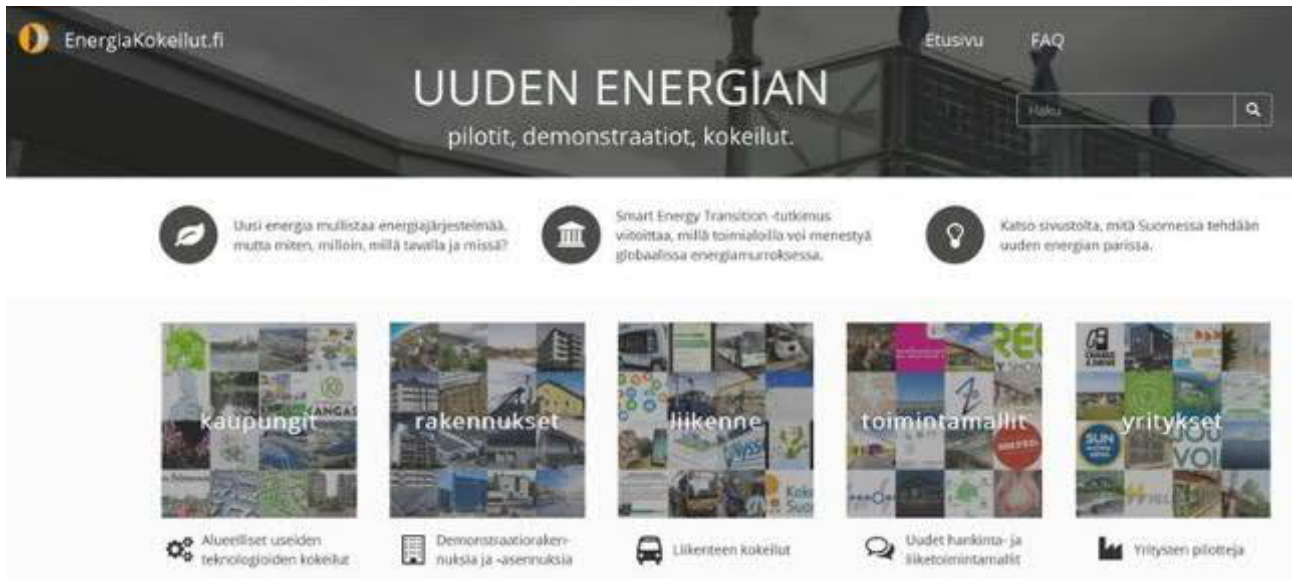 EnergiaKokeilut.fi
Etusivu
FAQ
UUDEN ENERGIAN
Haku
pilotit, demonstraatiot, kokeilut.
Uusi energia mullistaa energiajärjestelmää,
mutta miten, milloin, millä tavalla ja missä?
Smart Energy Transition -tutkimus
viitoittaa, millä toimialoilla voi menestyä
globaalissa energiamurroksessa.
Katso sivustolta, mitä Suomessa tehdään
uuden energian parissa.
KANGAS
kaupungit
rakennukset
liikenne
toimintamallit
SUN
yritykset
Alueelliset useiden
teknologioiden kokeilut
Demonstraatioraken-
nuksia ja -asennuksia
Liikenteen kokeilut
Uudet hankinta- ja
liiketoimintamallit
Yritysten pilotteja